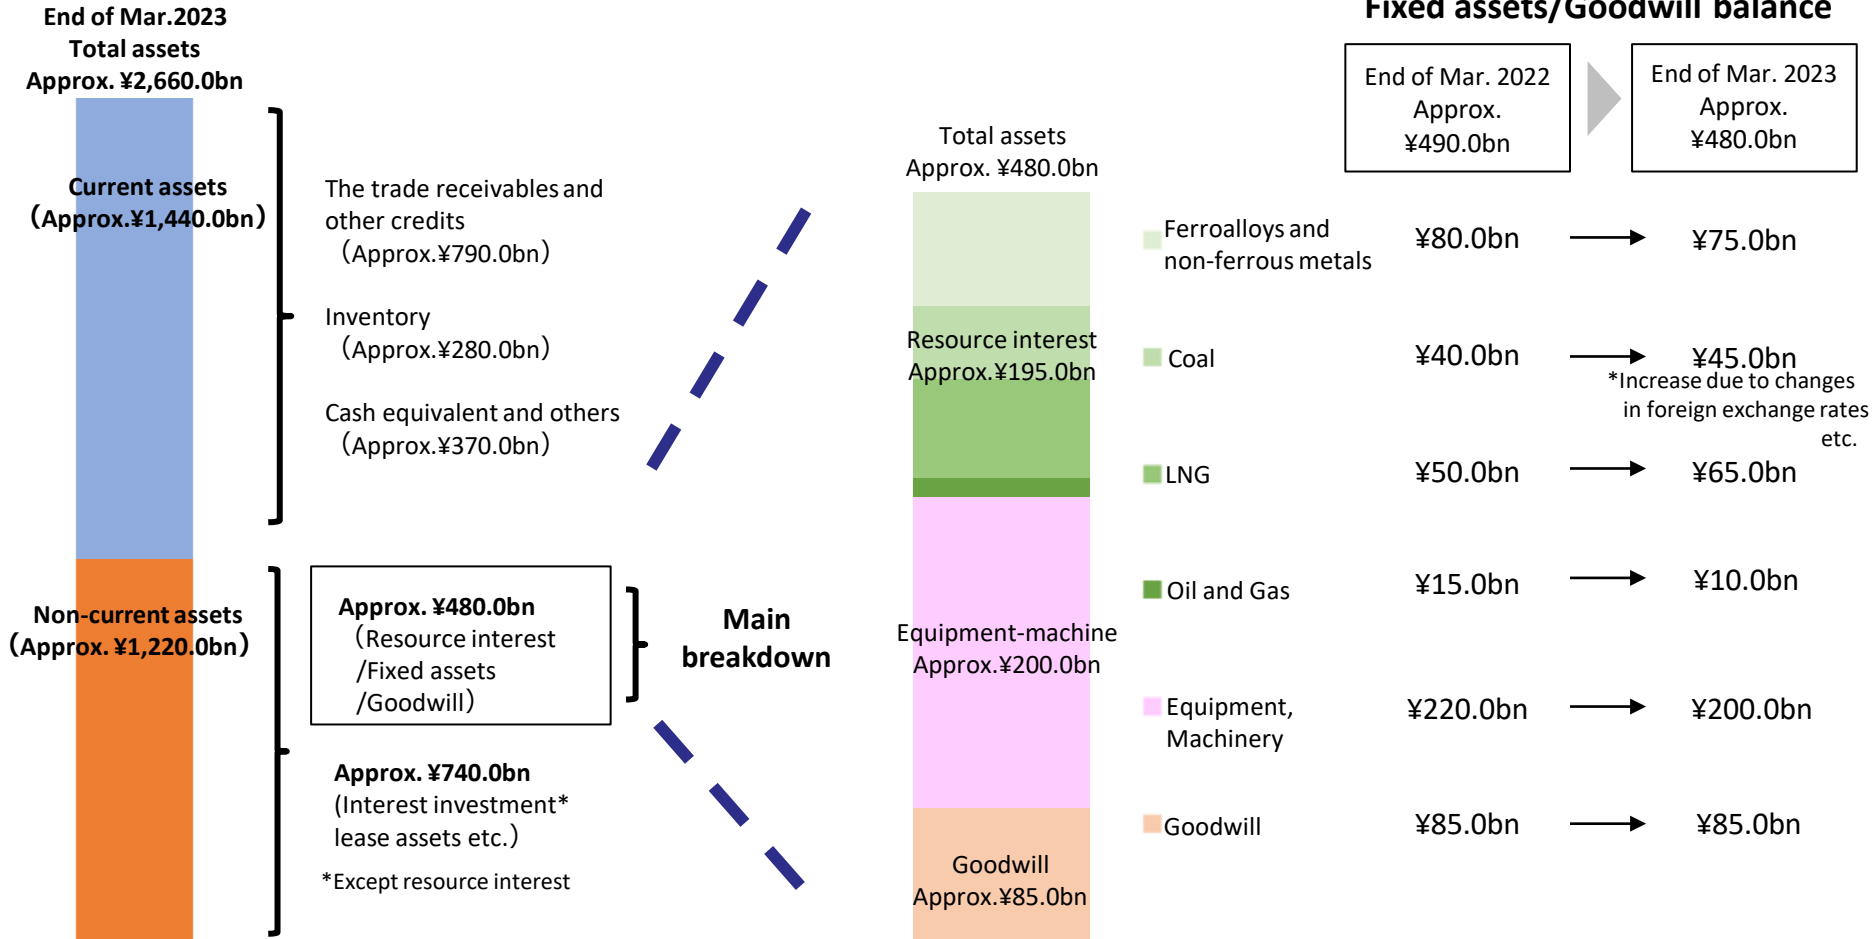 End of Mar.2023
Total assets
Approx. ¥2,660.0bn
Current assets
（Approx.¥1,440.0bn）
Non-current assets
（Approx. ¥1,220.0bn）
The trade receivables and
other credits
（Approx.¥790.0bn）
Inventory
（Approx.¥280.0bn）
Cash equivalent and others
（Approx.¥370.0bn）
Approx. ¥480.0bn
（Resource interest
/Fixed assets
/Goodwill）
Approx. ¥740.0bn
(Interest investment*
lease assets etc.）
*Except resource interest
Main
breakdown
Total assets
Approx. ¥480.0bn
Resource interest
Approx.¥195.0bn
Equipment-machine
Approx.¥200.0bn
Goodwill
Approx.¥85.0bn
Fixed assets/Goodwill balance
End of Mar. 2022
Approx.
¥490.0bn
End of Mar. 2023
Approx.
¥480.0bn
Ferroalloys and
non-ferrous metals
¥80.0bn
¥75.0bn
Coal
¥40.0bn
¥45.0bn
*Increase due to changes
in foreign exchange rates
etc.
LNG
¥50.0bn
¥65.0bn
Oil and Gas
¥15.0bn
¥10.0bn
Equipment,
Machinery
¥220.0bn
¥200.0bn
Goodwill
¥85.0bn
¥85.0bn